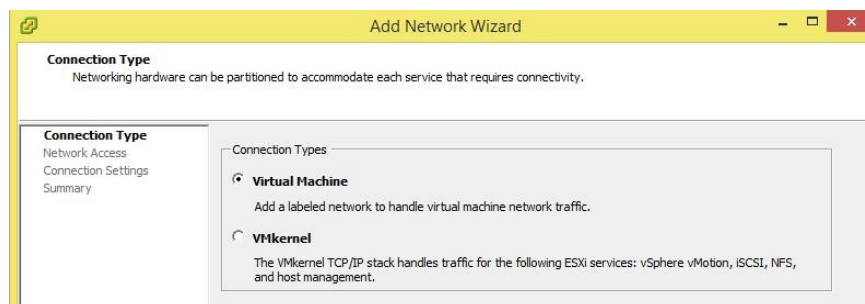 Add Network Wizard
Connection Type
Networking hardware can be partitioned to accommodate each service that requires connectivity.
Connection Type
Network Access
Connection Settings
Summary
Connection Types
Virtual Machine
Add a labeled network to handle virtual machine network traffic.
VMkernel
The VMkernel TCP/IP stack handles traffic for the following ESXi services: vSphere vMotion, iSCSI, NFS,
and host management.